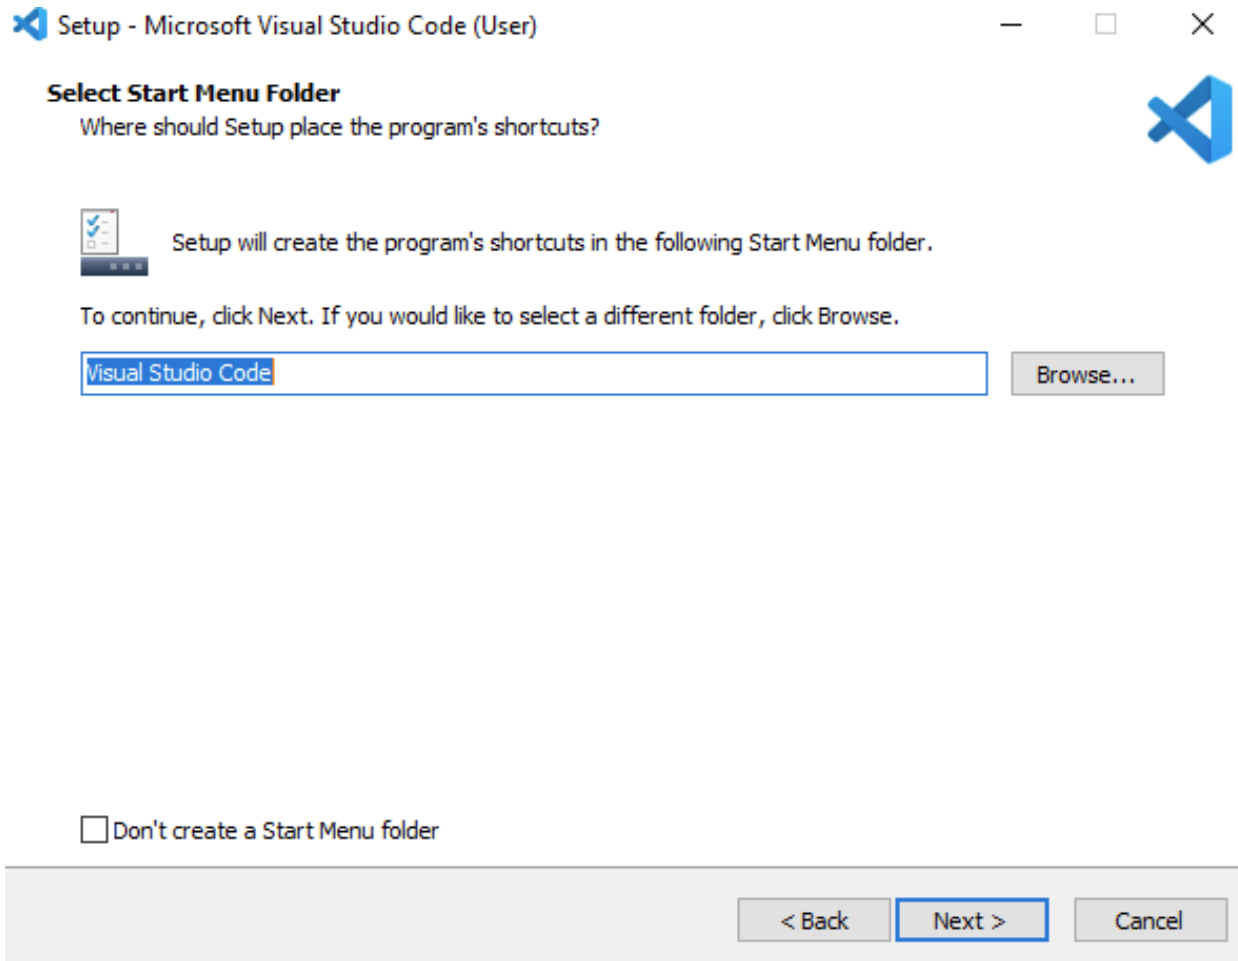 Setup - Microsoft Visual Studio Code (User)
Select Start Menu Folder
Where should Setup place the program's shortcuts?
Setup will create the program's shortcuts in the following Start Menu folder.
To continue, click Next. If you would like to select a different folder, click Browse.
Visual Studio Code
Browse...
Don't create a Start Menu folder
< Back
Next >
Cancel